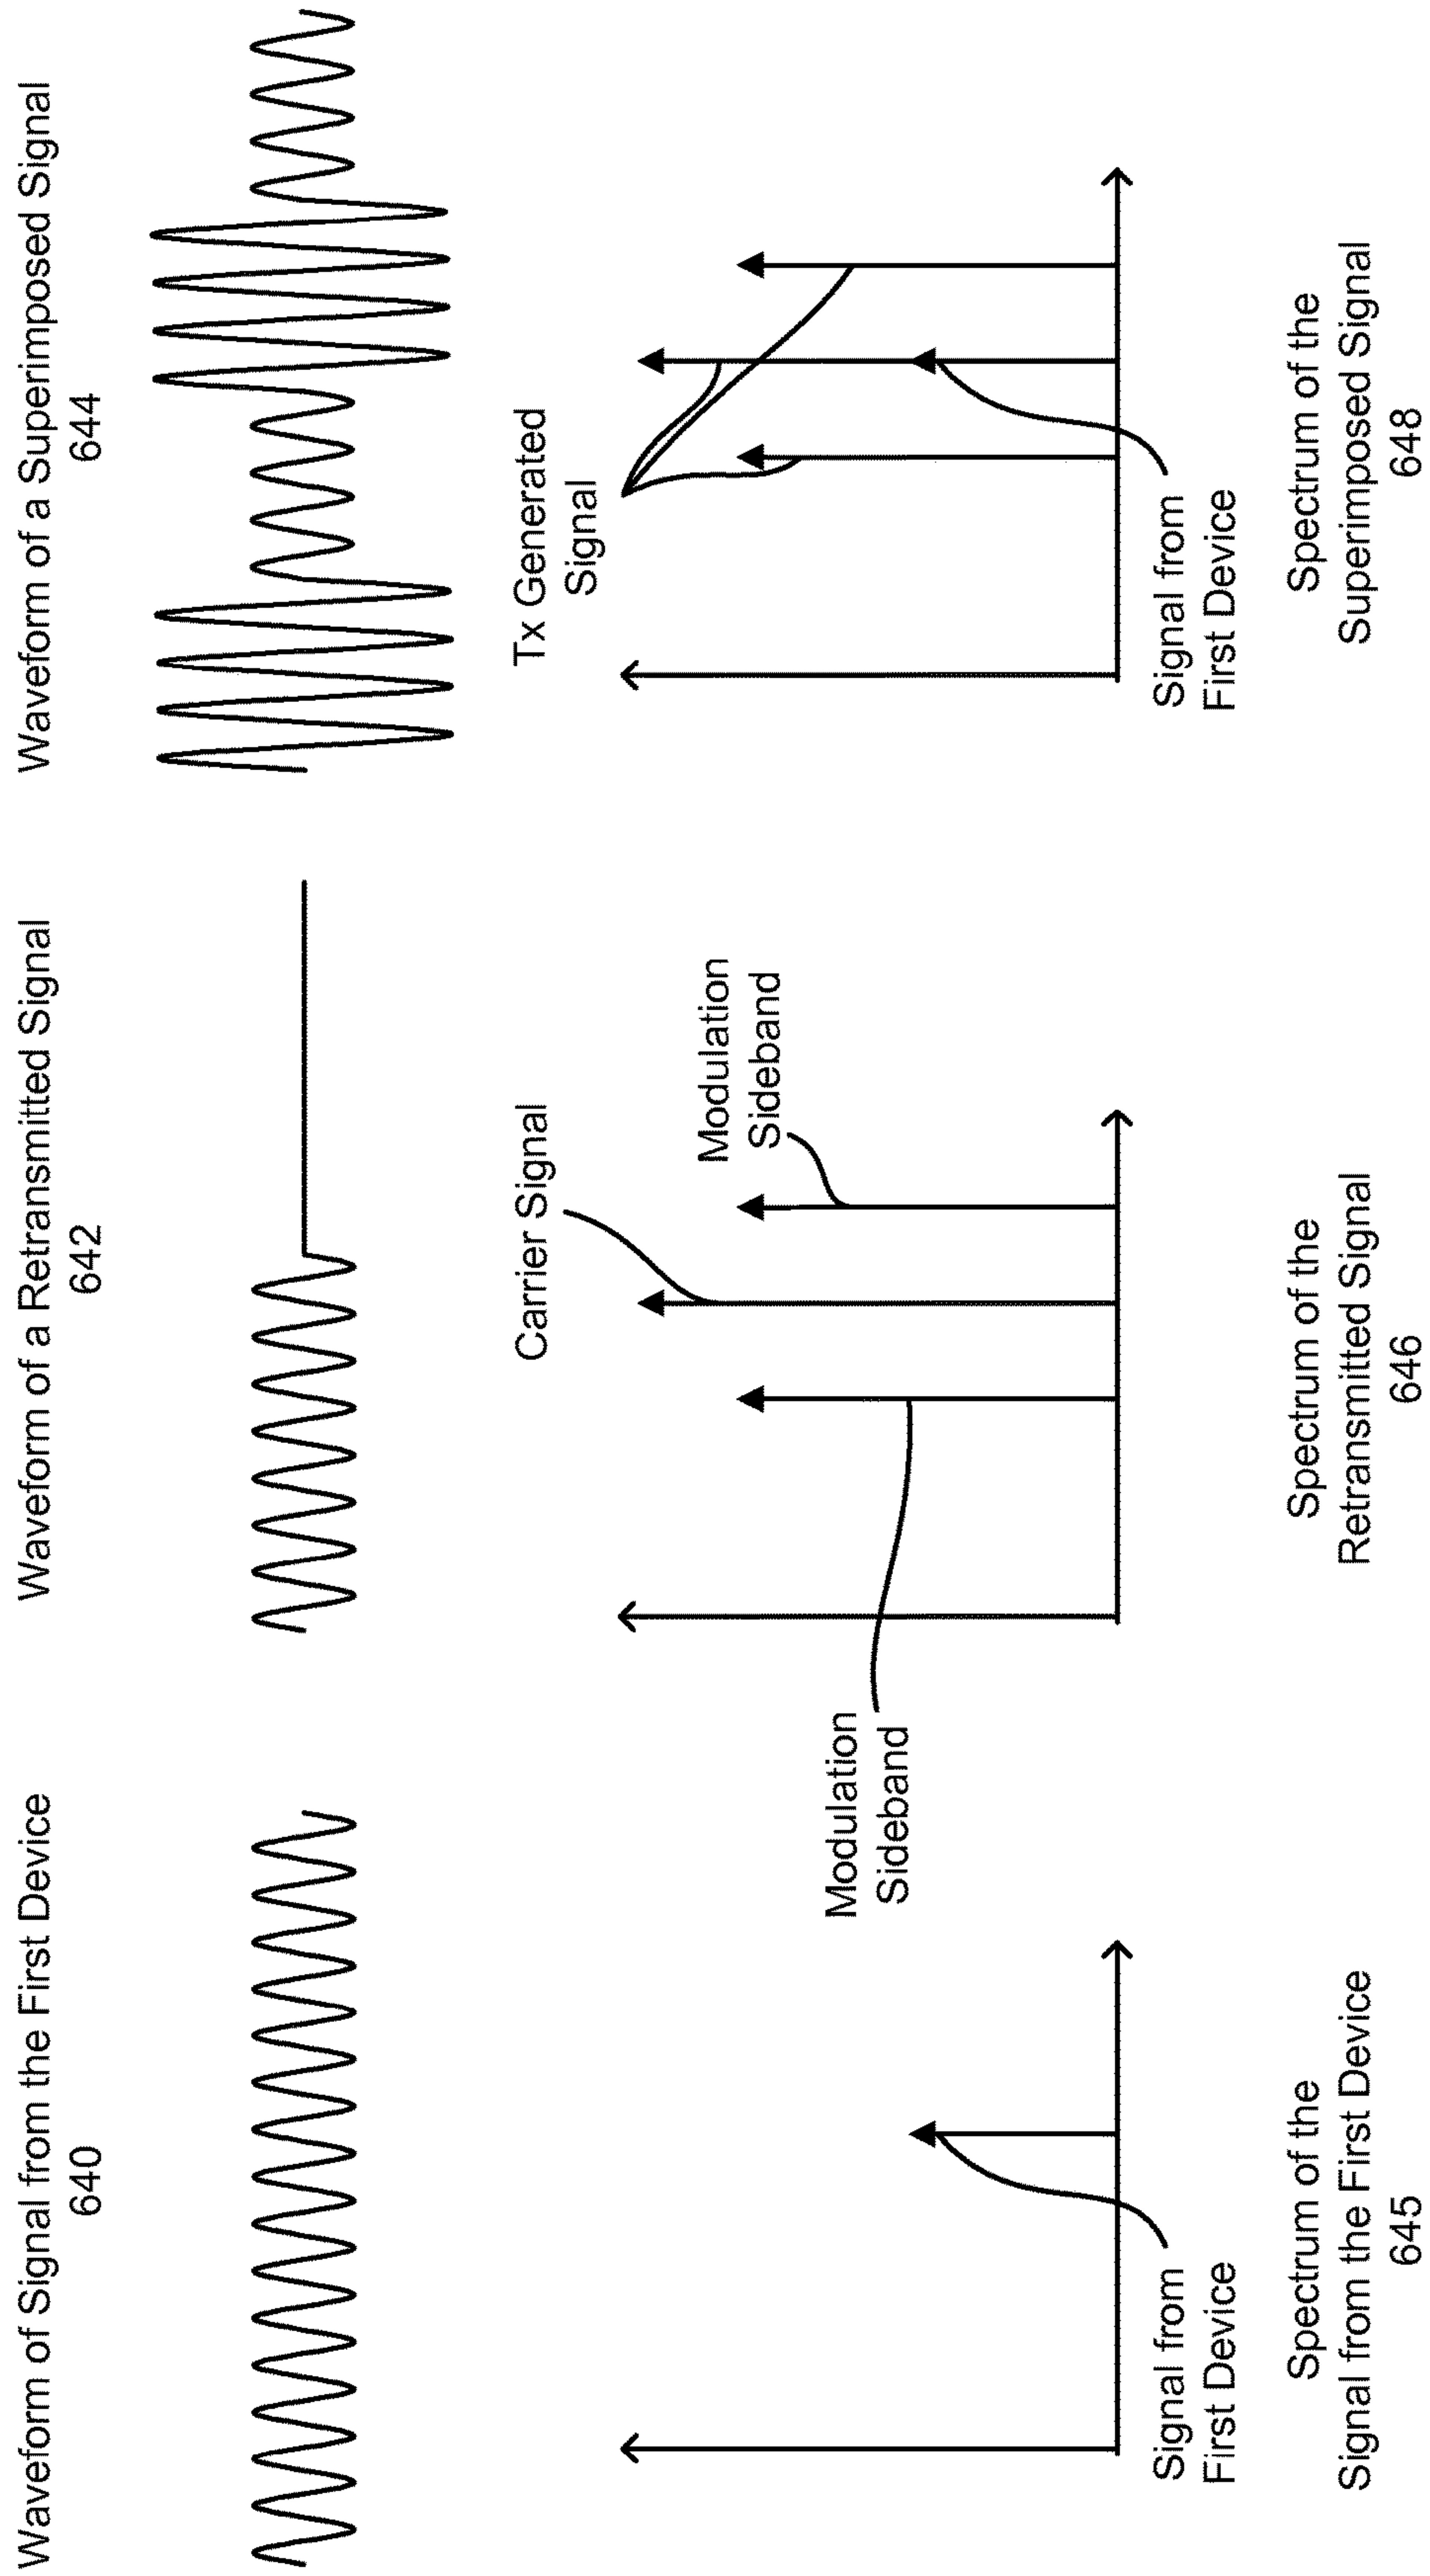 Waveform of Signal from the First Device
640
Waveform of a Retransmitted Signal
642
Waveform of a Superimposed Signal
644
Signal from
First Device
Spectrum of the
Signal from the First Device
645
Modulation
Sideband
Carrier Signal
Modulation
Sideband
Spectrum of the
Retransmitted Signal
646
Tx Generated
Signal
Signal from
First Device
Spectrum of the
Superimposed Signal
648